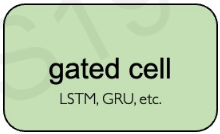 gated cell
LSTM, GRU, etc.